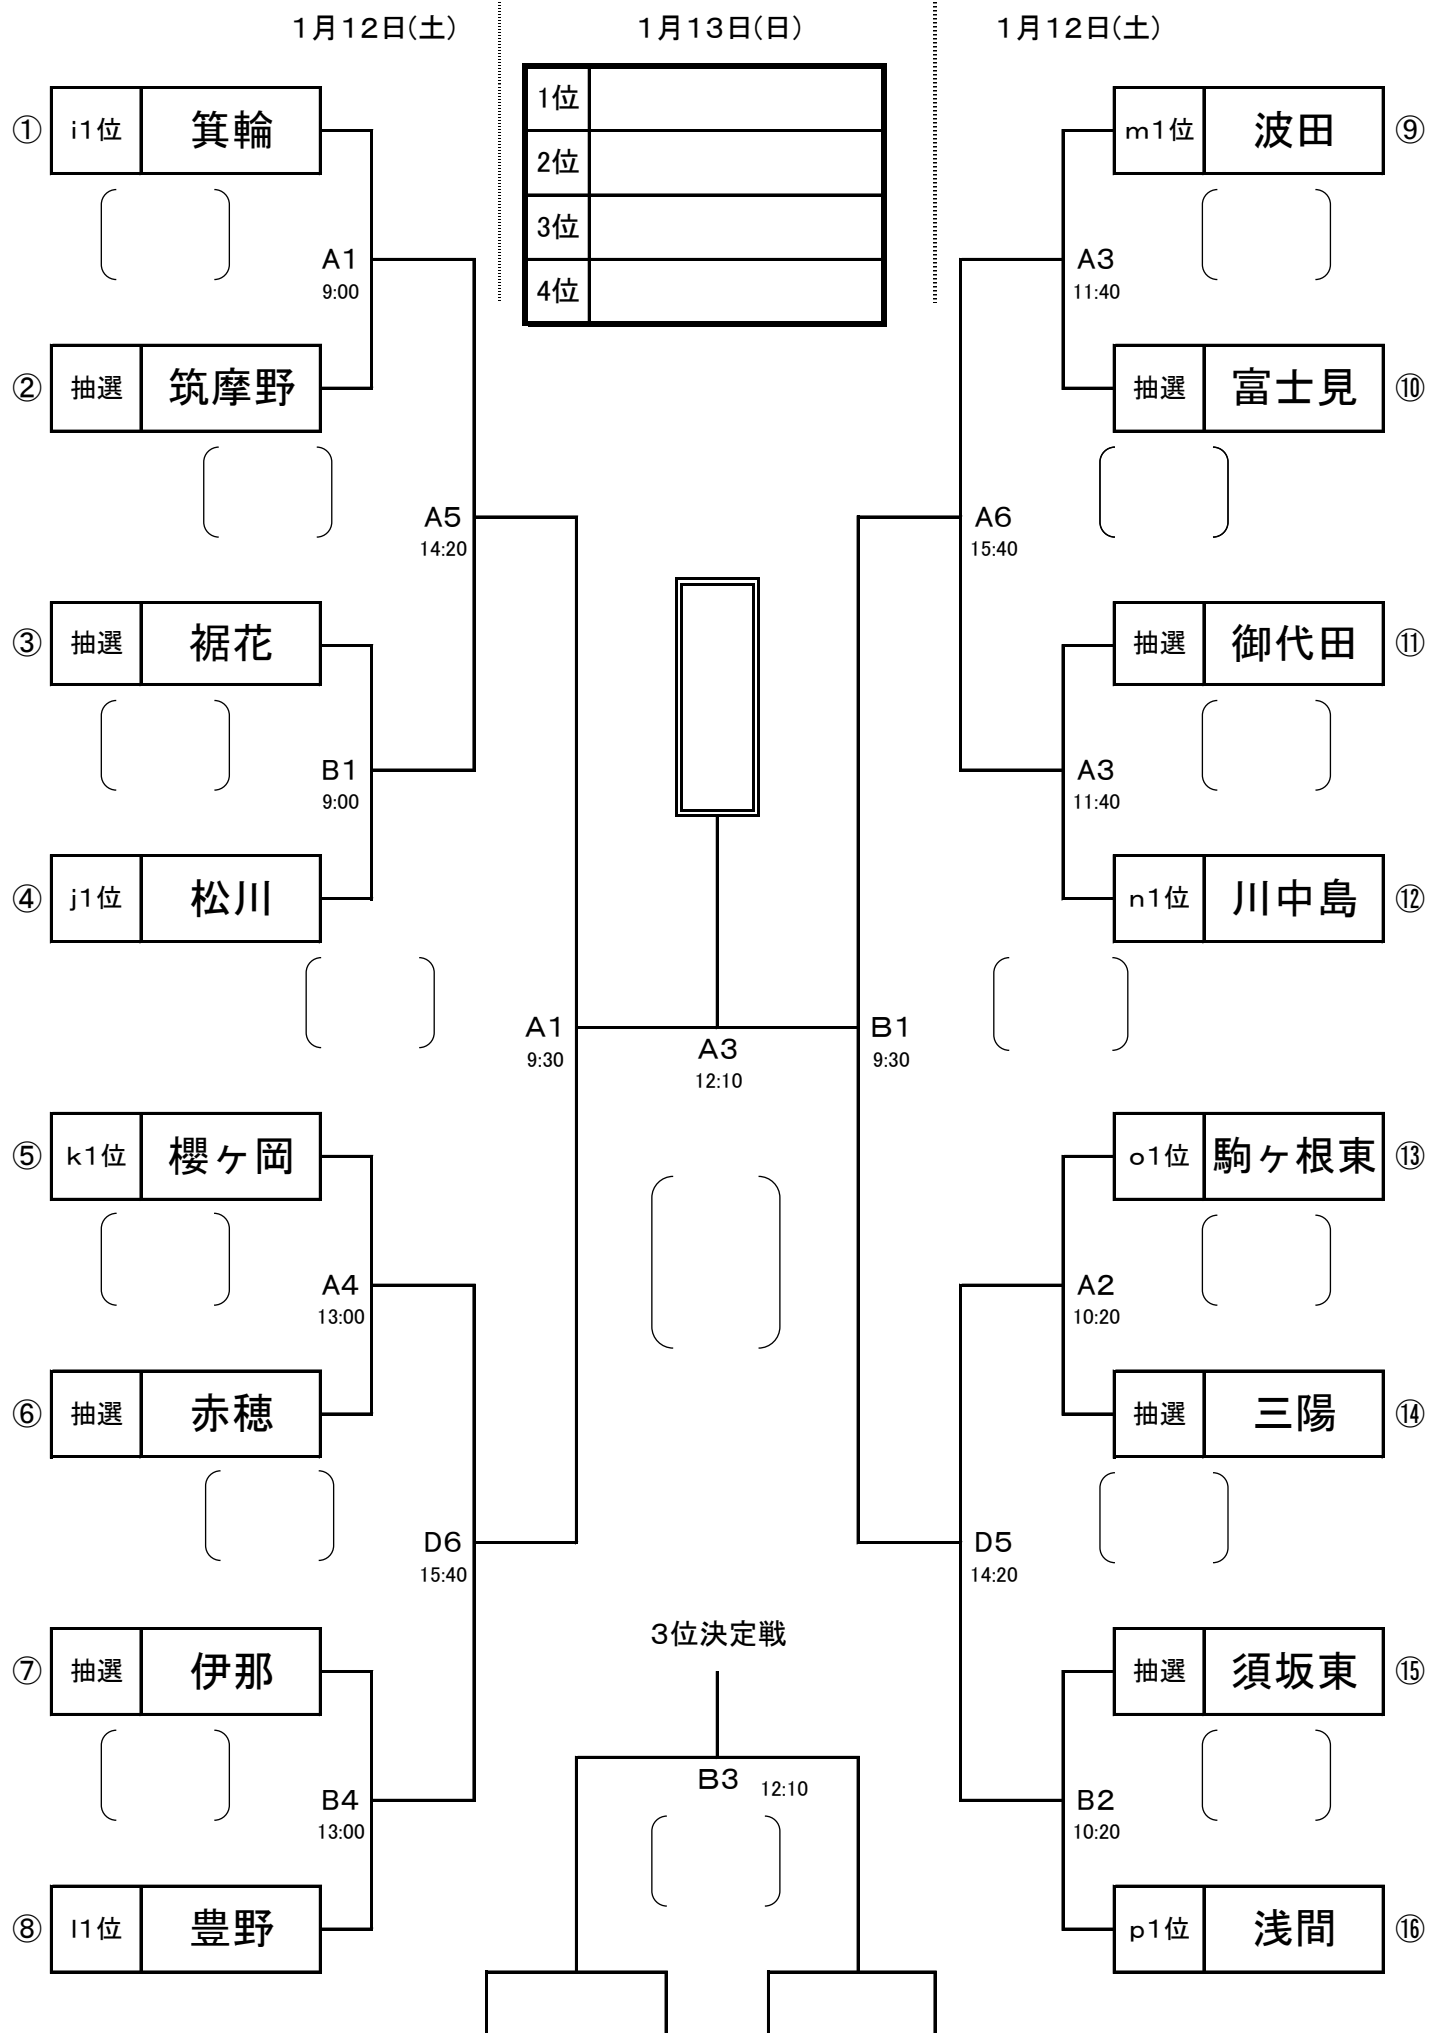 1月12日(土)
1月13日(日)
1月12日(土)
1位
2位
3位
4位
① i1位 箕輪
A1
9:00
② 抽選 筑摩野
A5
14:20
③ 抽選 裾花
B1
9:00
④ j1位 松川
A1
9:30
⑤ k1位 櫻ヶ岡
A4
13:00
⑥ 抽選 赤穂
D6
15:40
⑦ 抽選 伊那
B4
13:00
⑧ l1位 豊野
A3
12:10
3位決定戦
B3 12:10
m1位 波田 ⑨
A3
11:40
抽選 富士見 ⑩
A6
15:40
抽選 御代田 ⑪
A3
11:40
n1位 川中島 ⑫
B1
9:30
o1位 駒ヶ根東 ⑬
A2
10:20
抽選 三陽 ⑭
D5
14:20
抽選 須坂東 ⑮
B2
10:20
p1位 浅間 ⑯